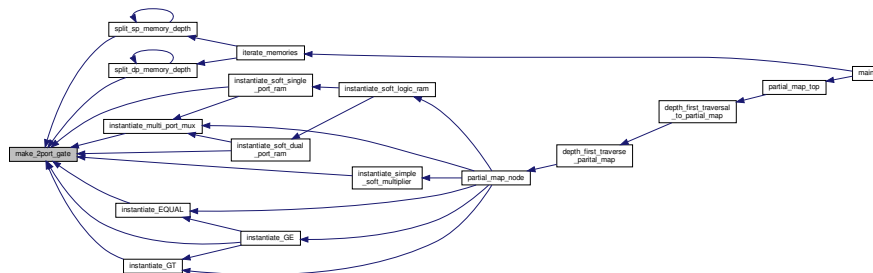 split_sp_memory_depth
iterate_memories
split_dp_memory_depth
main
instantiate_soft_single
_port_ram
instantiate_soft_logic_ram
partial_map_top
depth_first_traversal
_to_partial_map
instantiate_multi_port_mux
make_2port_gate
instantiate_soft_dual
_port_ram
depth_first_traverse
_parital_map
instantiate_simple
_soft_multiplier
partial_map_node
instantiate_EQUAL
instantiate_GE
instantiate_GT